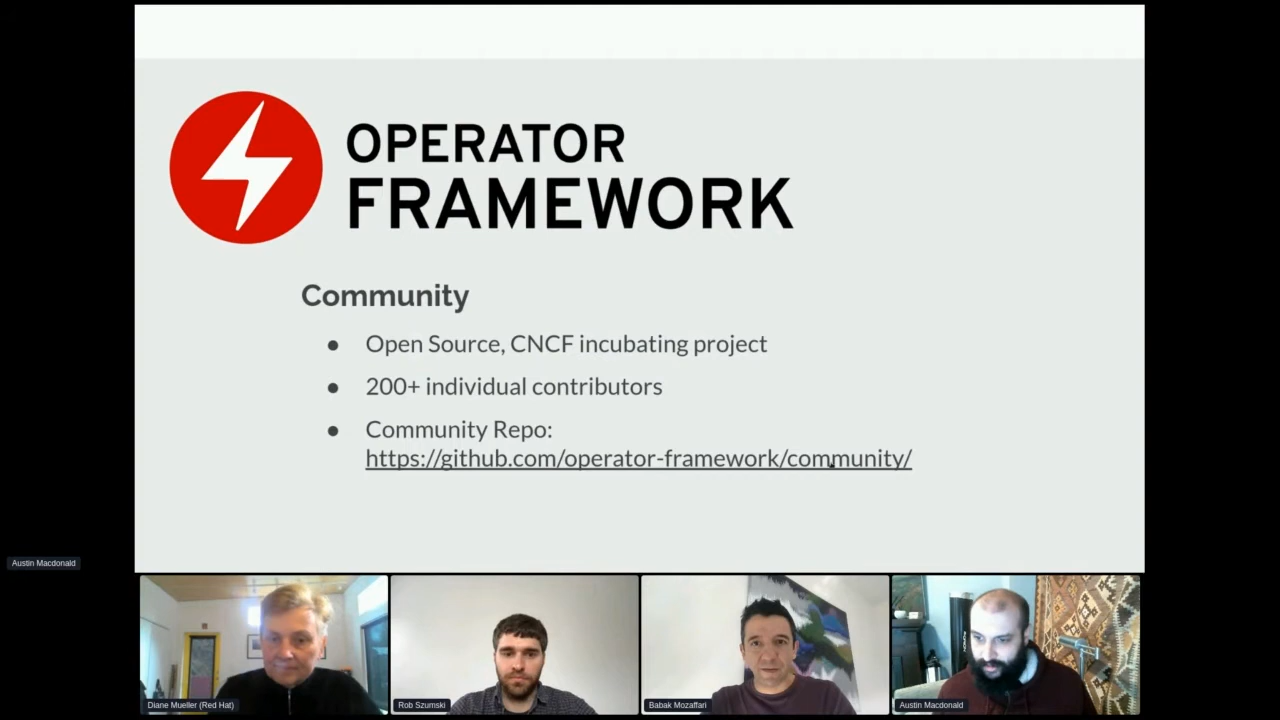 OPERATOR
FRAMEWORK
Community
● Open Source, CNCF incubating project
● 200+ individual contributors
● Community Repo:
https://github.com/operator-framework/community/
Austin Macdonald
Diane Mueller (Red Hat)
Rob Szumski
Babak Mozaffari
Austin Macdonald